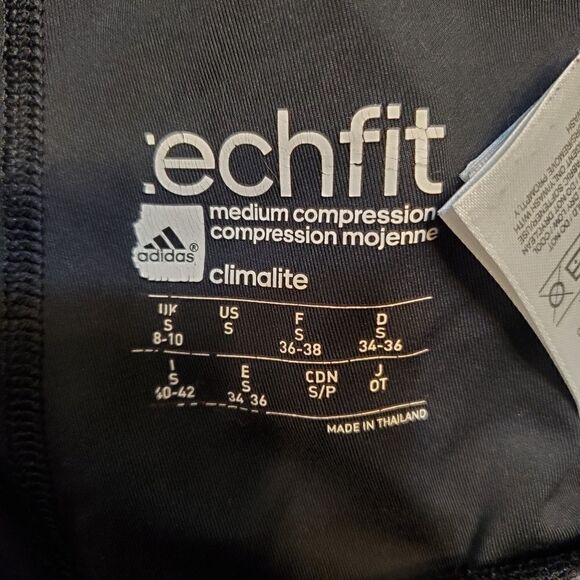 :echfit
medium compression
compression mojenne
adidas®
climalite
UK US F D
S S S S
8-10 36-38 34-36
I E CDN J
S S S/P OT
40-42 34 36
MADE IN THAILAND